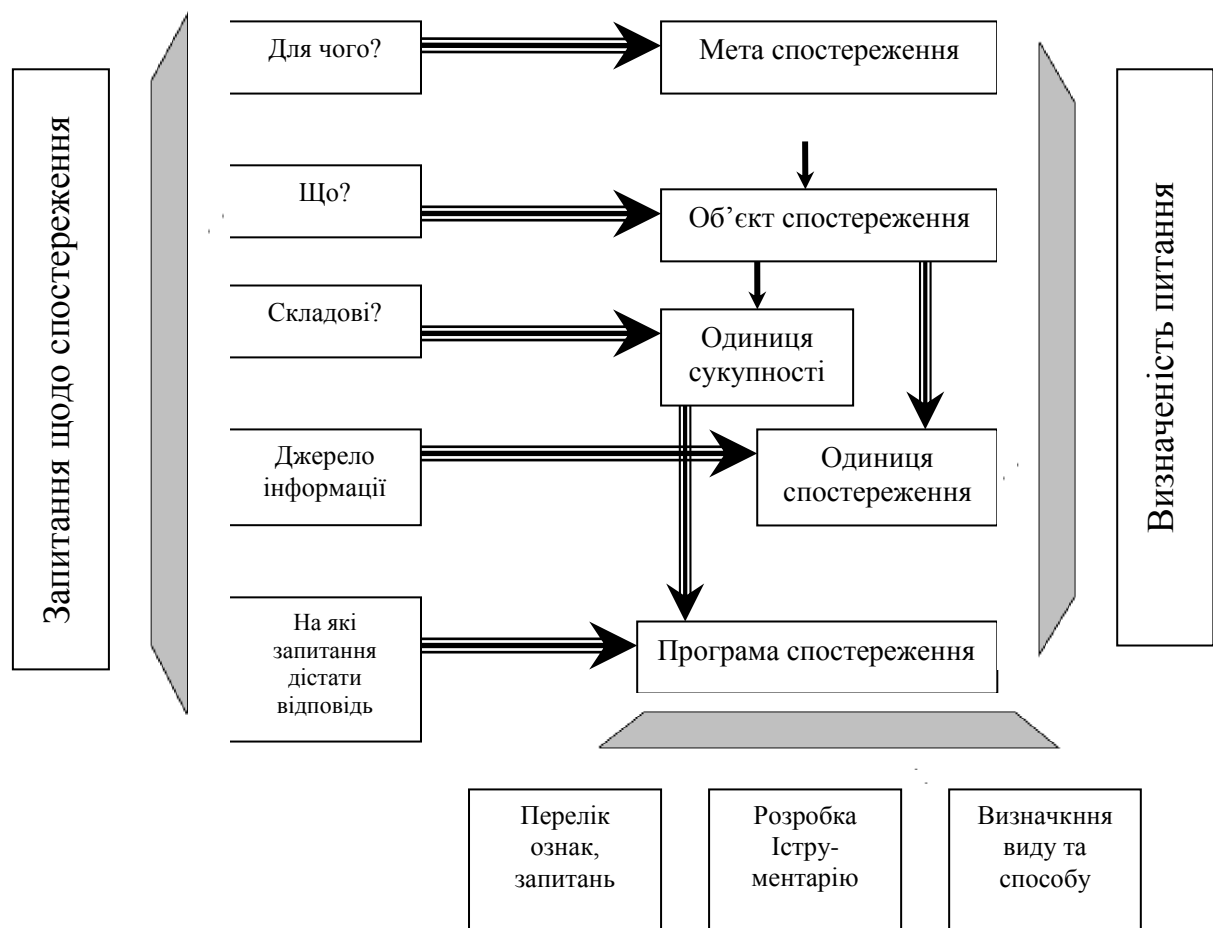 Запитання щодо спостереження
Для чого?
Мета спостереження
Що?
Об’єкт спостереження
Складові?
Одиниця
сукупності
Джерело
інформації
Одиниця
спостереження
На які
запитання
дістати
відповідь
Програма спостереження
Визначеність питання
Перелік
ознак,
запитань
Розробка
Істру-
ментарію
Визначкння
виду та
способу